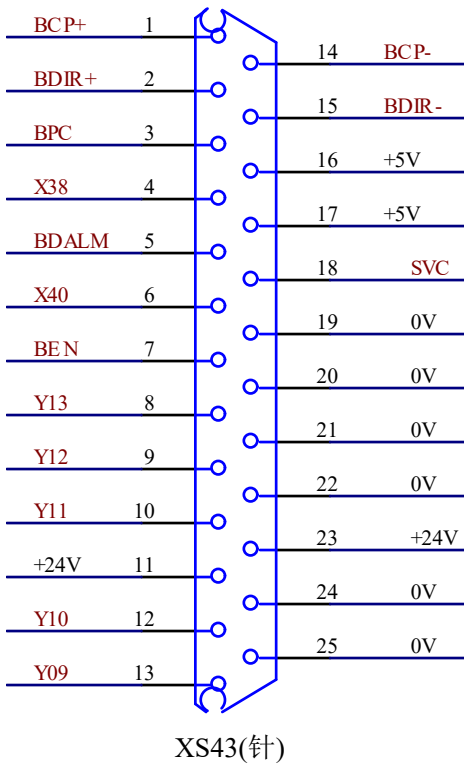 BCP+ 1
14 BCP-
BDIR+ 2
15 BDIR-
BPC 3
16 +5V
X38 4
17 +5V
BDALM 5
18 SVC
X40 6
19 0V
BEN 7
20 0V
Y13 8
21 0V
Y12 9
22 0V
Y11 10
23 +24V
+24V 11
24 0V
Y10 12
25 0V
Y09 13
XS43(针)